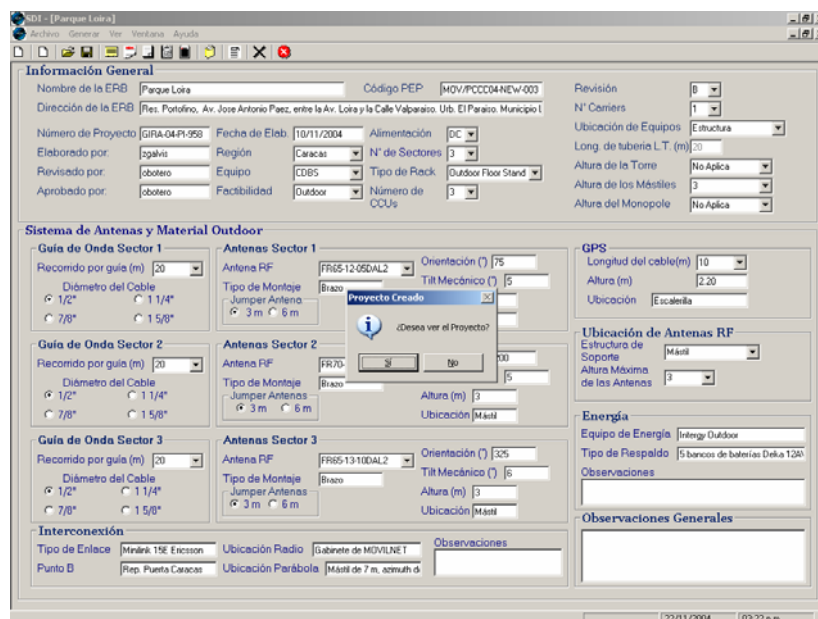 SDI - [Parque Loira]
Archivo Generar Ver Ventana Ayuda
Información General
Nombre de la ERB Parque Loira Código PEP MOV/PCCC04-NEW-003 Revisión B
Dirección de la ERB Res. Portofino, Av. Jose Antonio Paez, entre la Av. Loira y la Calle Valparaiso. Urb. El Paraiso. Municipio L N° Carriers 1
Número de Proyecto GIRA-04-PI-958 Fecha de Elab. 10/11/2004 Alimentación DC Ubicación de Equipos Estructura
Elaborado por: zgalvis Región Caracas N° de Sectores 3 Long. de tubería L.T. (m) 20
Revisado por: obotero Equipo CDBS Tipo de Rack Outdoor Floor Stand Altura de la Torre No Aplica
Aprobado por: obotero Factibilidad Outdoor Número de CCUs 3 Altura de los Mástiles 3
Altura del Monopole No Aplica
Sistema de Antenas y Material Outdoor
Guía de Onda Sector 1
Recorrido por guía (m) 20
Diámetro del Cable
1/2" 1 1/4"
7/8" 1 5/8"
Antenas Sector 1
Antena RF FR65-12-05DAL2 Orientación (°) 75
Tipo de Montaje Brazo Tilt Mecánico (°) 5
Jumper Antena
3 m 6 m
Guía de Onda Sector 2
Recorrido por guía (m) 20
Diámetro del Cable
1/2" 1 1/4"
7/8" 1 5/8"
Antenas Sector 2
Antena RF FR70-
Tipo de Montaje Brazo 5
Jumper Antenas Altura (m) 3
3 m 6 m Ubicación Mástil
Guía de Onda Sector 3
Recorrido por guía (m) 20
Diámetro del Cable
1/2" 1 1/4"
7/8" 1 5/8"
Antenas Sector 3
Antena RF FR65-13-10DAL2 Orientación (°) 325
Tipo de Montaje Brazo Tilt Mecánico (°) 6
Jumper Antenas Altura (m) 3
3 m 6 m Ubicación Mástil
Proyecto Creado
¿Desea ver el Proyecto?
Sí No
GPS
Longitud del cable(m) 10
Altura (m) 2.20
Ubicación Escalerilla
Ubicación de Antenas RF
Estructura de Soporte Mástil
Altura Máxima de las Antenas 3
Energía
Equipo de Energía Intergy Outdoor
Tipo de Respaldo 5 bancos de baterías Deka 12AV
Observaciones
Observaciones Generales
Interconexión
Tipo de Enlace Minilink 15E Ericsson Ubicación Radio Gabinete de MOVILNET Observaciones
Punto B Rep. Puerta Caracas Ubicación Parábola Mástil de 7 m, azimuth d
22/11/2004 03:22 p.m.